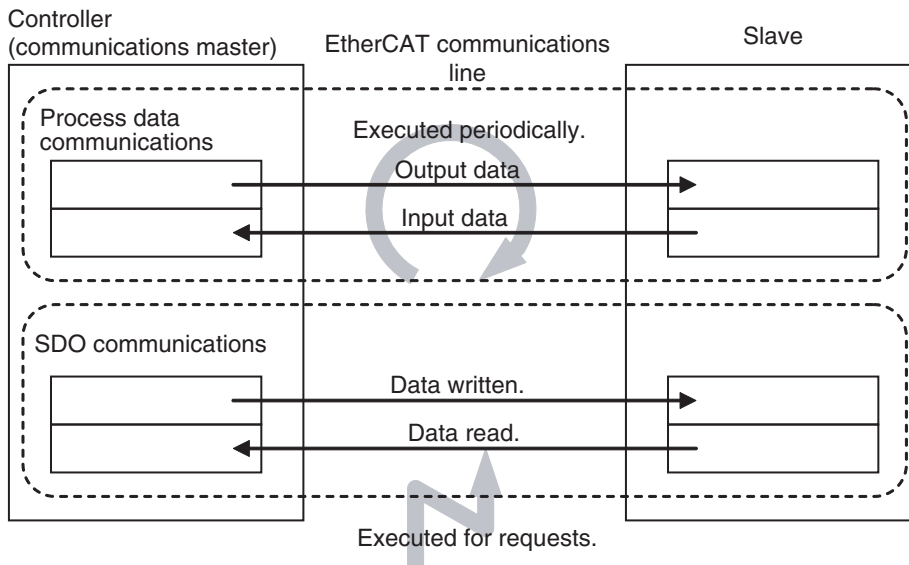 Controller
(communications master)
EtherCAT communications
line
Slave
Process data
communications
Executed periodically.
Output data
Input data
SDO communications
Data written.
Data read.
Executed for requests.